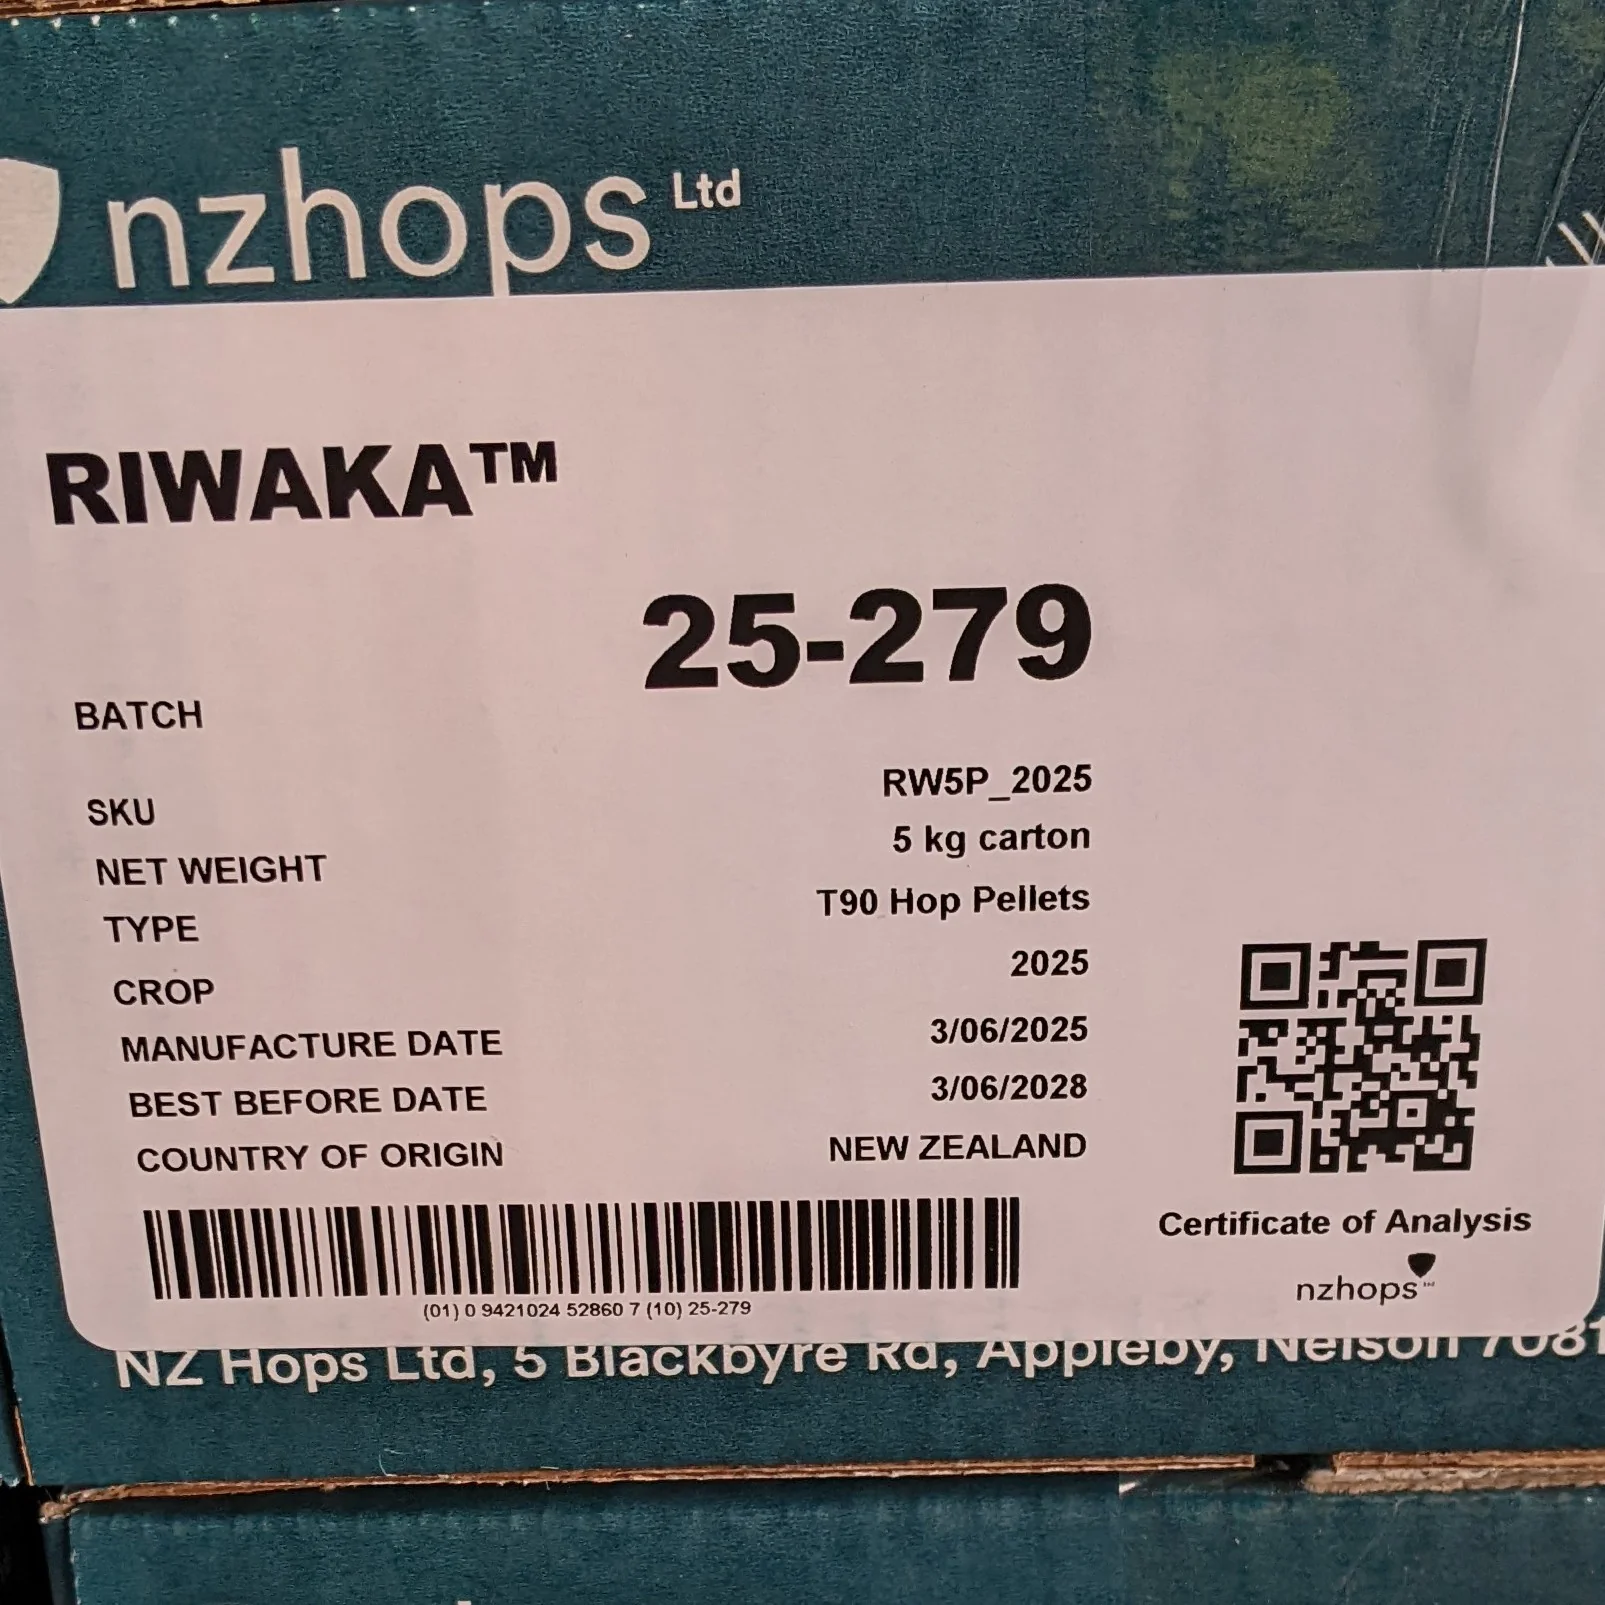 nzhops Ltd
RIWAKA™
BATCH 25-279
SKU RW5P_2025
NET WEIGHT 5 kg carton
TYPE T90 Hop Pellets
CROP 2025
MANUFACTURE DATE 3/06/2025
BEST BEFORE DATE 3/06/2028
COUNTRY OF ORIGIN NEW ZEALAND
(01) 0 9421024 52860 7 (10) 25-279
Certificate of Analysis
nzhops Ltd
NZ Hops Ltd, 5 Blackbyre Rd, Appleby, Nelson 7081